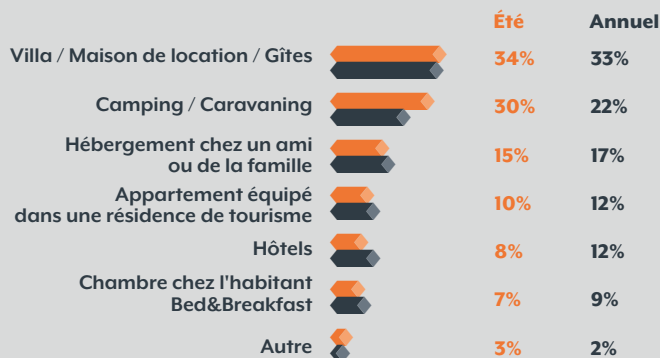 Été Annuel
Villa / Maison de location / Gîtes 34% 33%
Camping / Caravaning 30% 22%
Hébergement chez un ami
ou de la famille 15% 17%
Appartement équipé
dans une résidence de tourisme 10% 12%
Hôtels 8% 12%
Chambre chez l'habitant
Bed&Breakfast 7% 9%
Autre 3% 2%